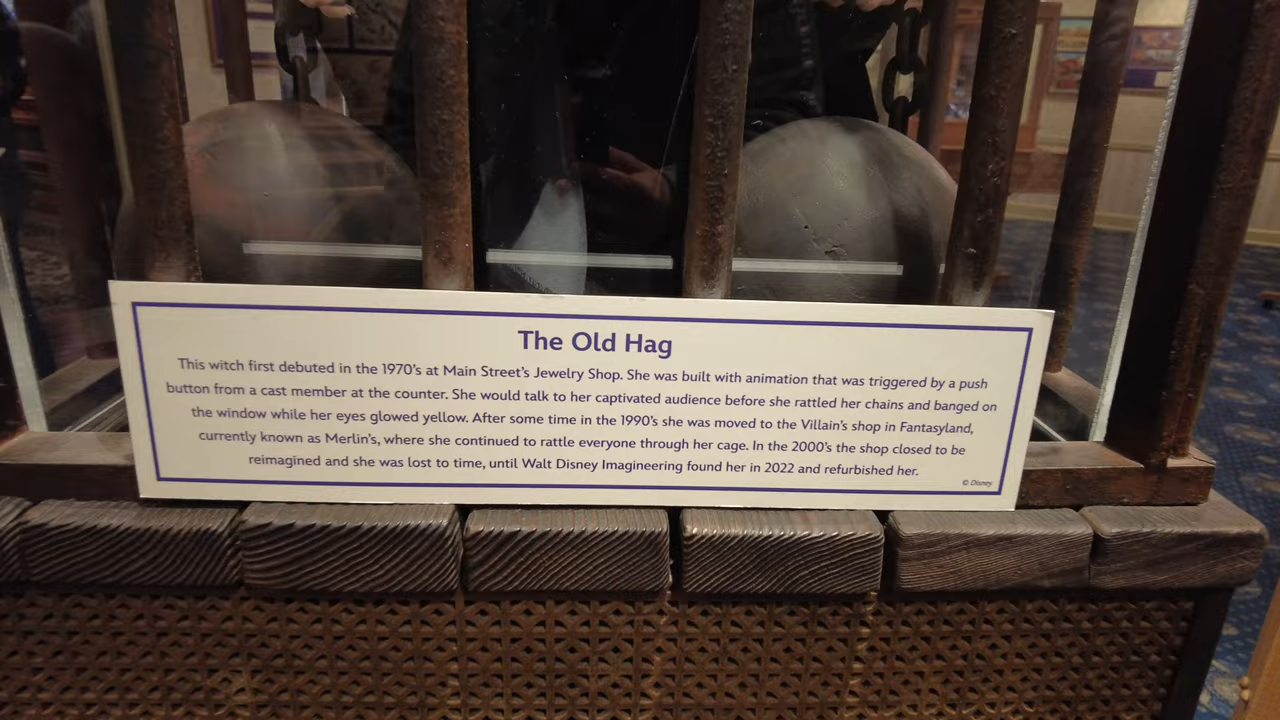 The Old Hag
This witch first debuted in the 1970's at Main Street's Jewelry Shop. She was built with animation that was triggered by a push
button from a cast member at the counter. She would talk to her captivated audience before she rattled her chains and banged on
the window while her eyes glowed yellow. After some time in the 1990's she was moved to the Villain's shop in Fantasyland,
currently known as Merlin's, where she continued to rattle everyone through her cage. In the 2000's the shop closed to be
reimagined and she was lost to time, until Walt Disney Imagineering found her in 2022 and refurbished her.
© Disney